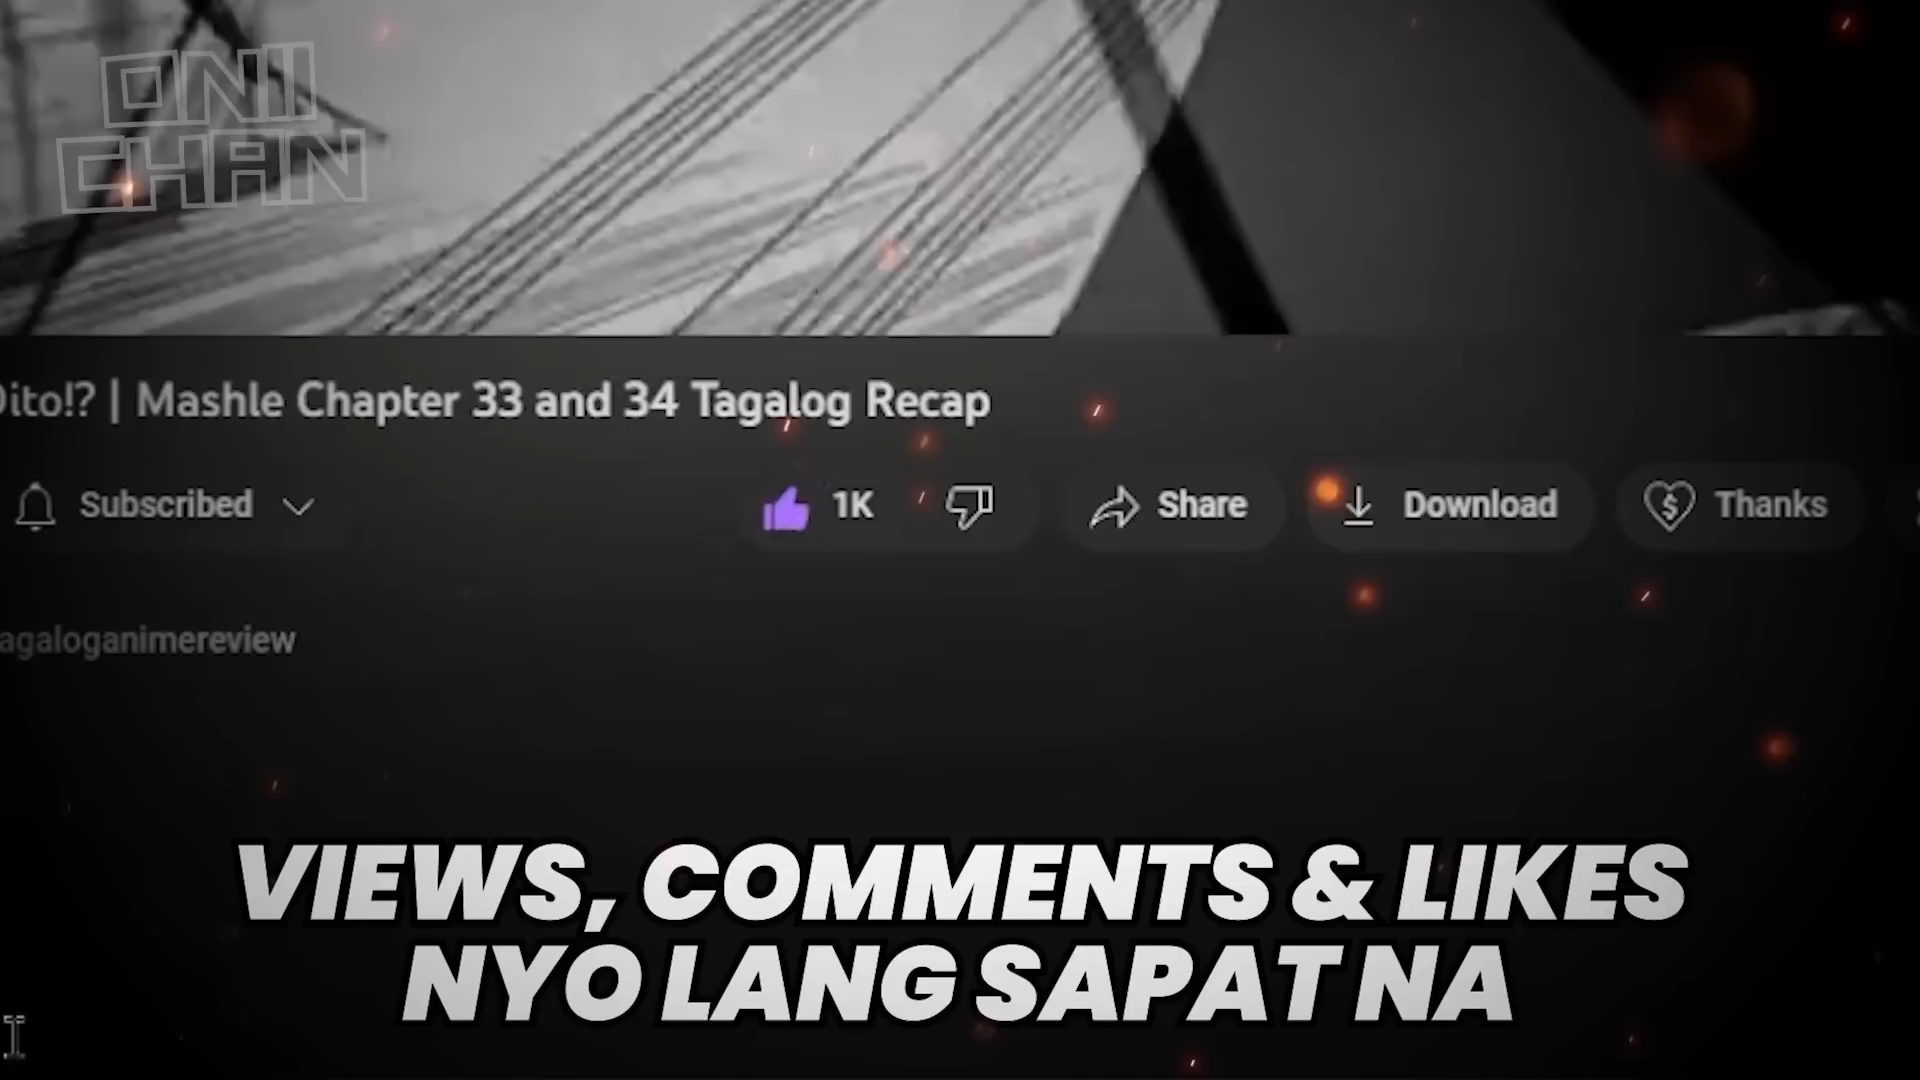 ONII
CHAN
Dito!? | Mashle Chapter 33 and 34 Tagalog Recap
Subscribed
1K
Share
Download
Thanks
agaloganimereview
VIEWS, COMMENTS & LIKES
NYO LANG SAPAT NA